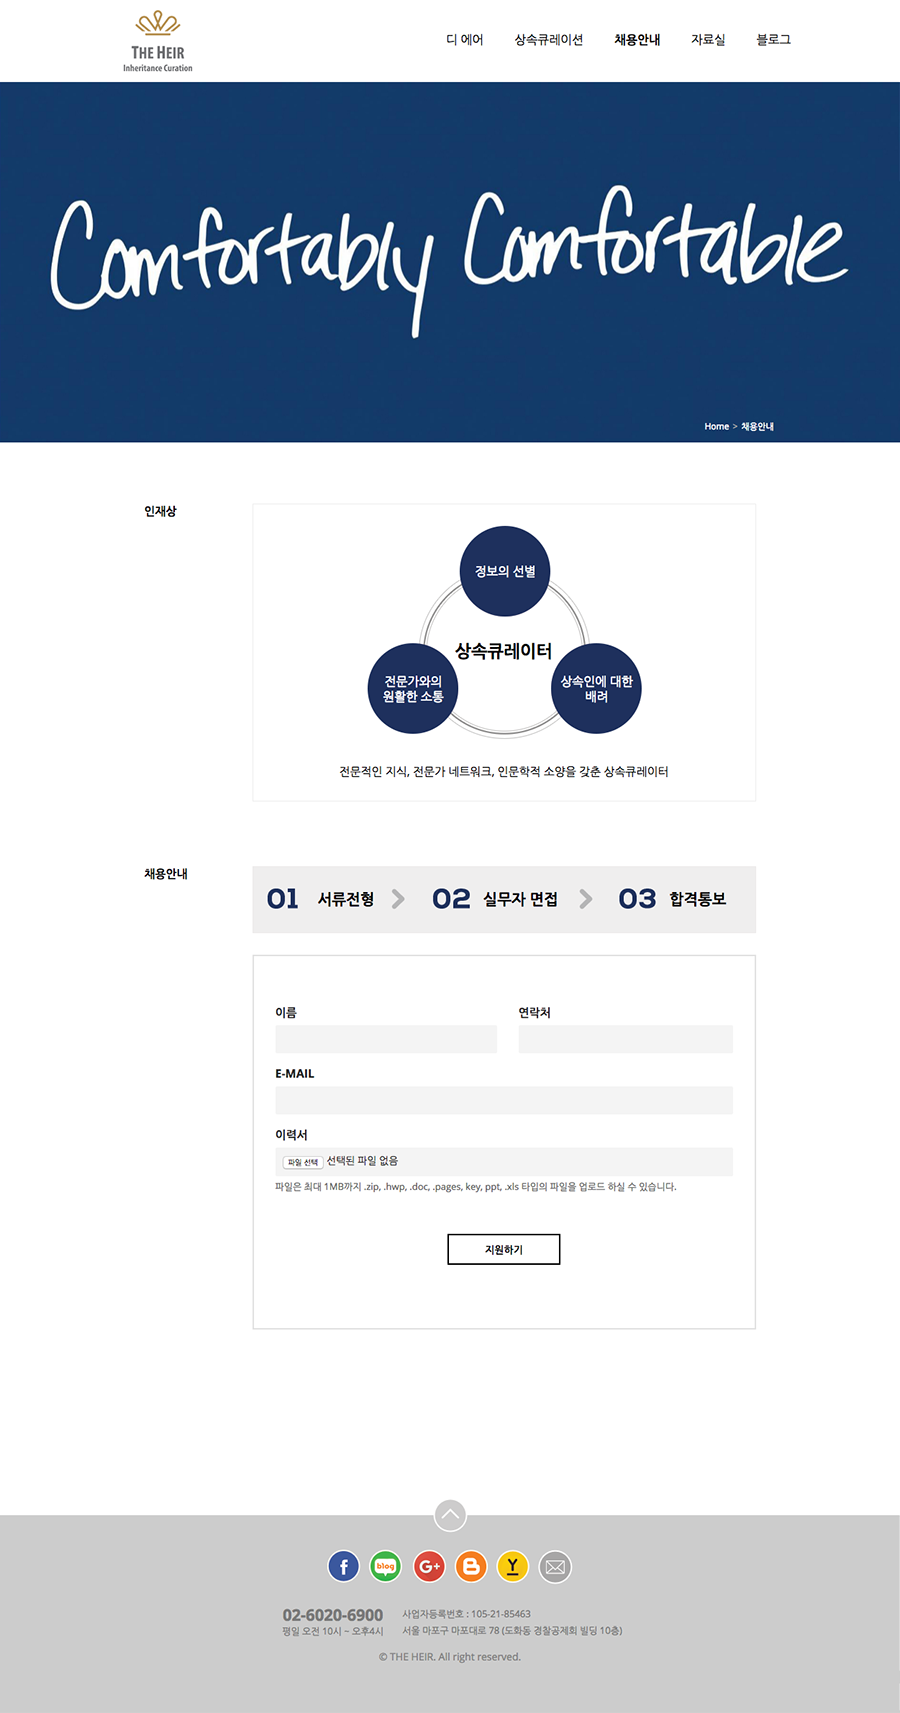 THE HEIR
Inheritance Curation
디 에어
상속큐레이션
채용안내
자료실
블로그
Comfortably Comfortable
Home > 채용안내
인재상
정보의 선별
상속큐레이터
전문가와의
원활한 소통
상속인에 대한
배려
전문적인 지식, 전문가 네트워크, 인문학적 소양을 갖춘 상속큐레이터
채용안내
01 서류전형 > 02 실무자 면접 > 03 합격통보
이름
연락처
E-MAIL
이력서
파일 선택 선택된 파일 없음
파일은 최대 1MB까지 .zip, .hwp, .doc, .pages, key, ppt, .xls 타입의 파일을 업로드 하실 수 있습니다.
지원하기
f
blog
G+
B
Y
02-6020-6900
평일 오전 10시 ~ 오후4시
사업자등록번호 : 105-21-85463
서울 마포구 마포대로 78 (도화동 경찰공제회 빌딩 10층)
© THE HEIR. All right reserved.